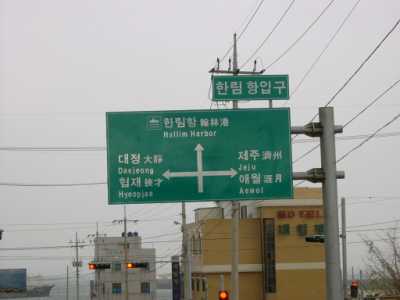 한림항입구
한림항 翰林港
Hallim Harbor
대정 大靜
Daejeong
협재 挾才
Hyeopjae
제주 濟州
Jeju
애월 涯月
Aewol